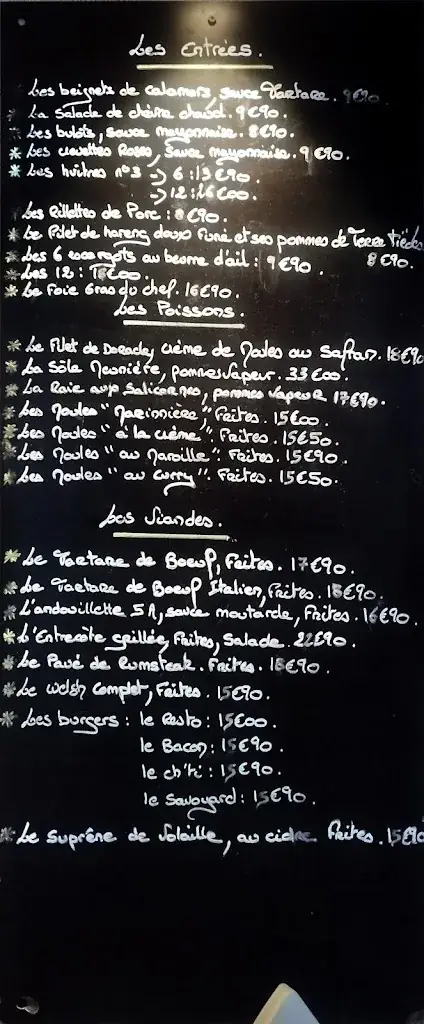 Les Entrées.
Les beignets de calamars, sauce Tartare. 9€90.
* La Salade de chèvre chaud. 9€90.
* Les bulots, sauce mayonnaise. 8€90.
* Les crevettes Roses, Sauce mayonnaise. 9€90.
* Les huîtres n°3 -> 6 : 13€90.
-> 12 : 26€00.
Les Rillettes de Porc : 8€90.
* Le Filet de hareng doux Fumé et ses pommes de Terre Tièdes
8€90.
* Les 6 escargots au beurre d'ail : 9€90.
* Les 12 : €00.
* Le Foie Gras du chef. 16€90.
Les Poissons.
* Le Filet de Dorade, crème de Moules au Safran. 18€90
* La Sôle Meunière, pommes vapeur. 33€00.
* La Raie aux Salicornes, pommes vapeur 17€90.
* Les Moules "Marinnière", Frites. 15€00.
* Les Moules "à la crème". Frites. 15€50.
* Les Moules "au Maroille". Frites. 15€90.
* Les Moules "au Curry". Frites. 15€50.
Les Viandes.
* Le Tartare de Boeuf, Frites. 17€90.
* Le Tartare de Boeuf Italien, Frites. 18€90.
* L'andouillette 5A, sauce moutarde, Frites. 16€90.
* L'Entrecôte grillée, Frites, Salade. 22€90.
* Le Pavé de Rumsteak. Frites. 18€90.
* Le Welsh Complet, Frites. 15€90.
* Les burgers : le Resto : 15€00.
le Bacon : 15€90.
le ch'ti : 15€90.
le Savoyard : 15€90.
* Le Suprême de Volaille, au cidre Frites. 15€90